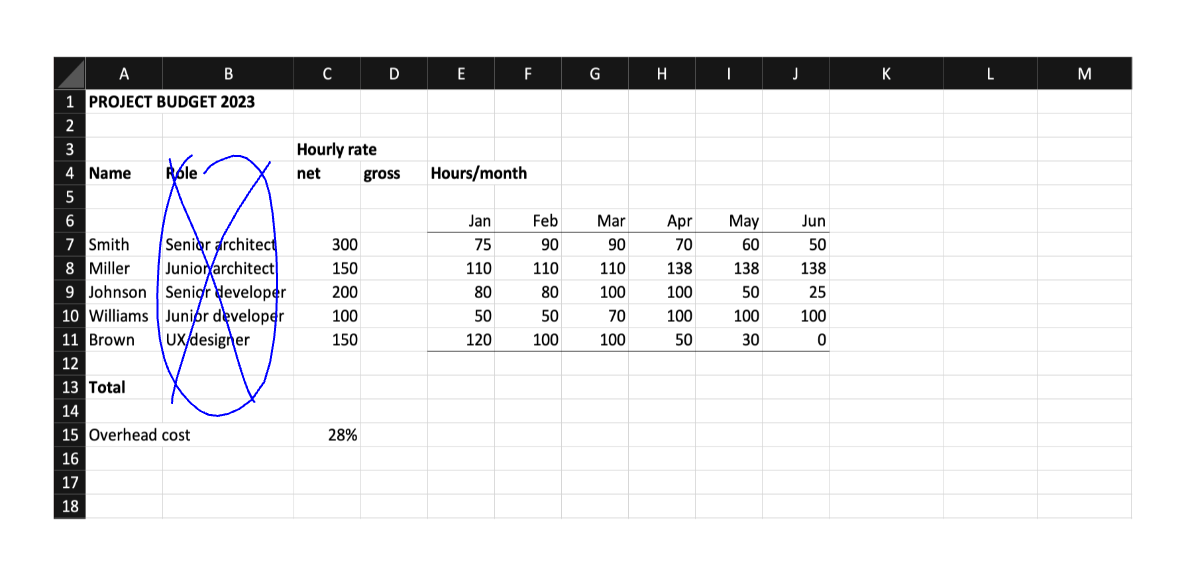 A B C D E F G H I J K L M
1 PROJECT BUDGET 2023
2
3 Hourly rate
4 Name Role net gross Hours/month
5
6 Jan Feb Mar Apr May Jun
7 Smith Senior architect 300 75 90 90 70 60 50
8 Miller Junior architect 150 110 110 110 138 138 138
9 Johnson Senior developer 200 80 80 100 100 50 25
10 Williams Junior developer 100 50 50 70 100 100 100
11 Brown UX designer 150 120 100 100 50 30 0
12
13 Total
14
15 Overhead cost 28%
16
17
18